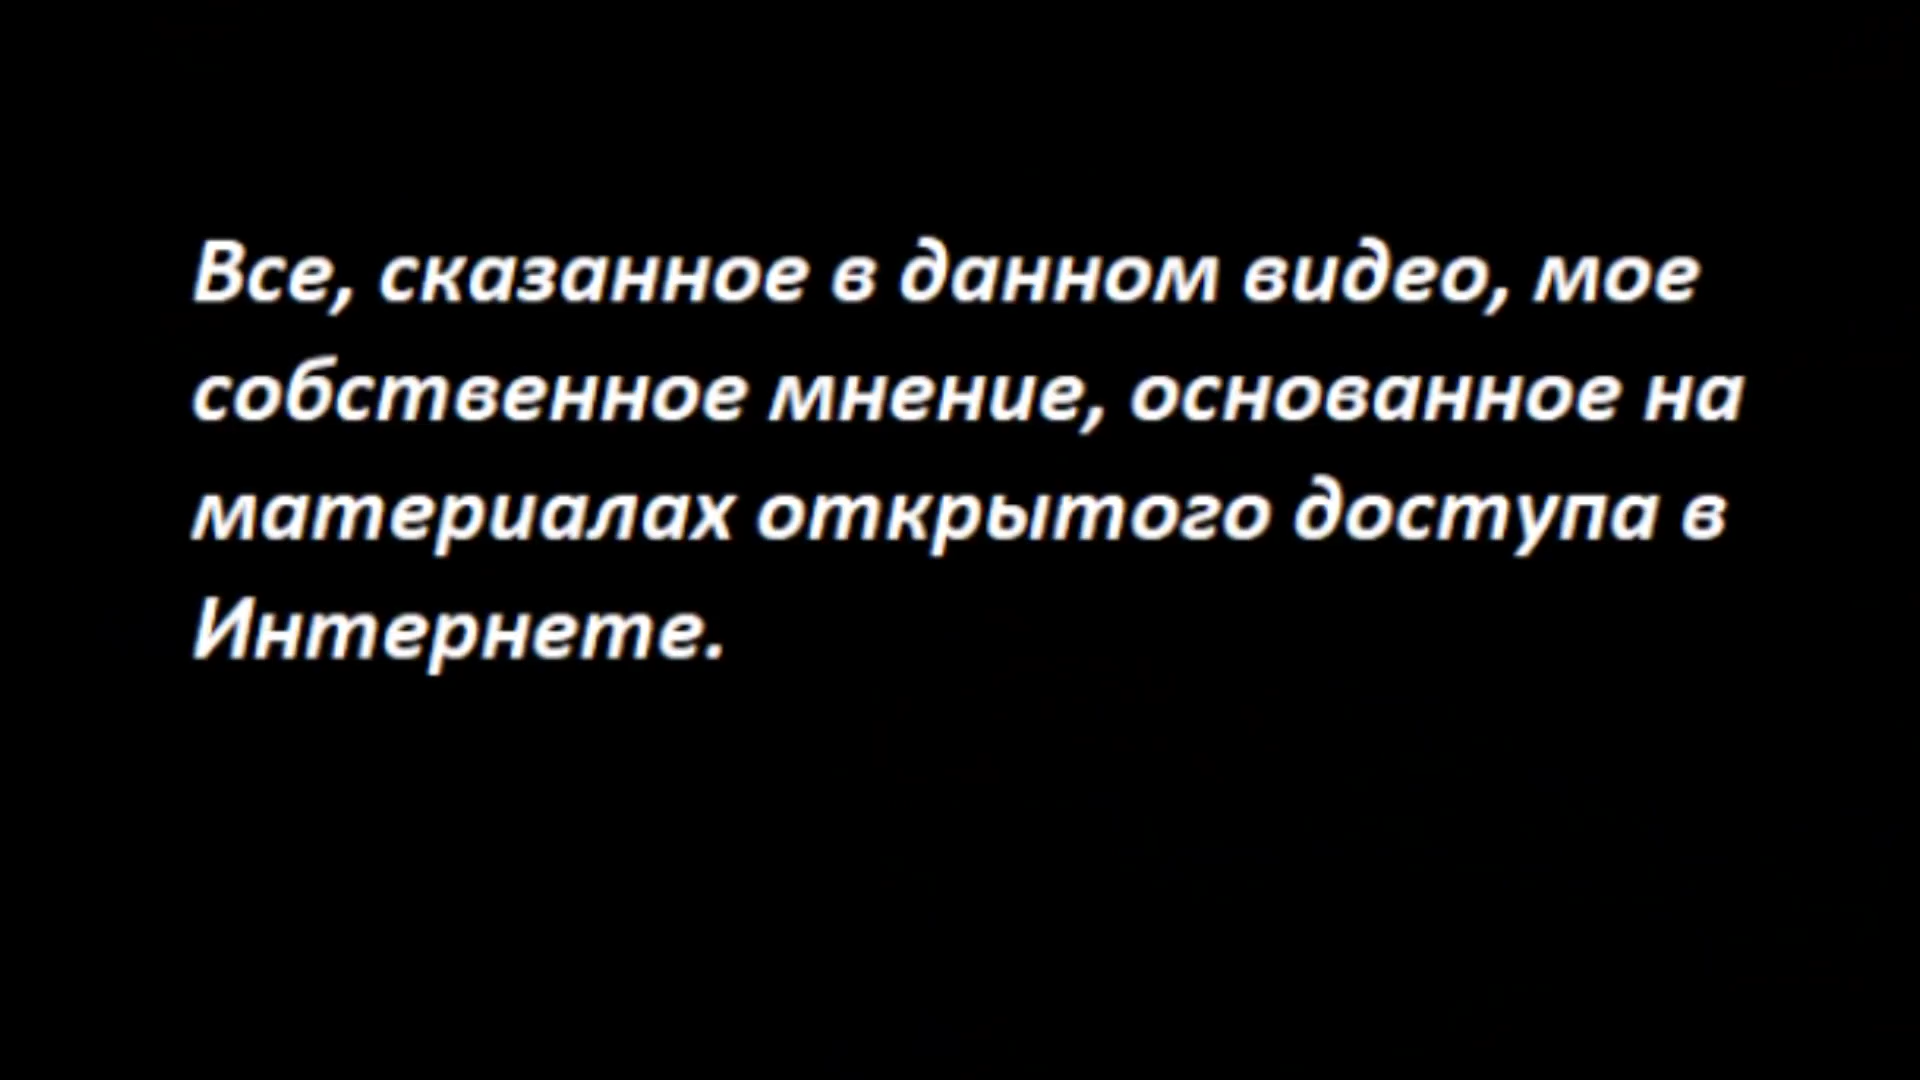 Все, сказанное в данном видео, мое
собственное мнение, основанное на
материалах открытого доступа в
Интернете.